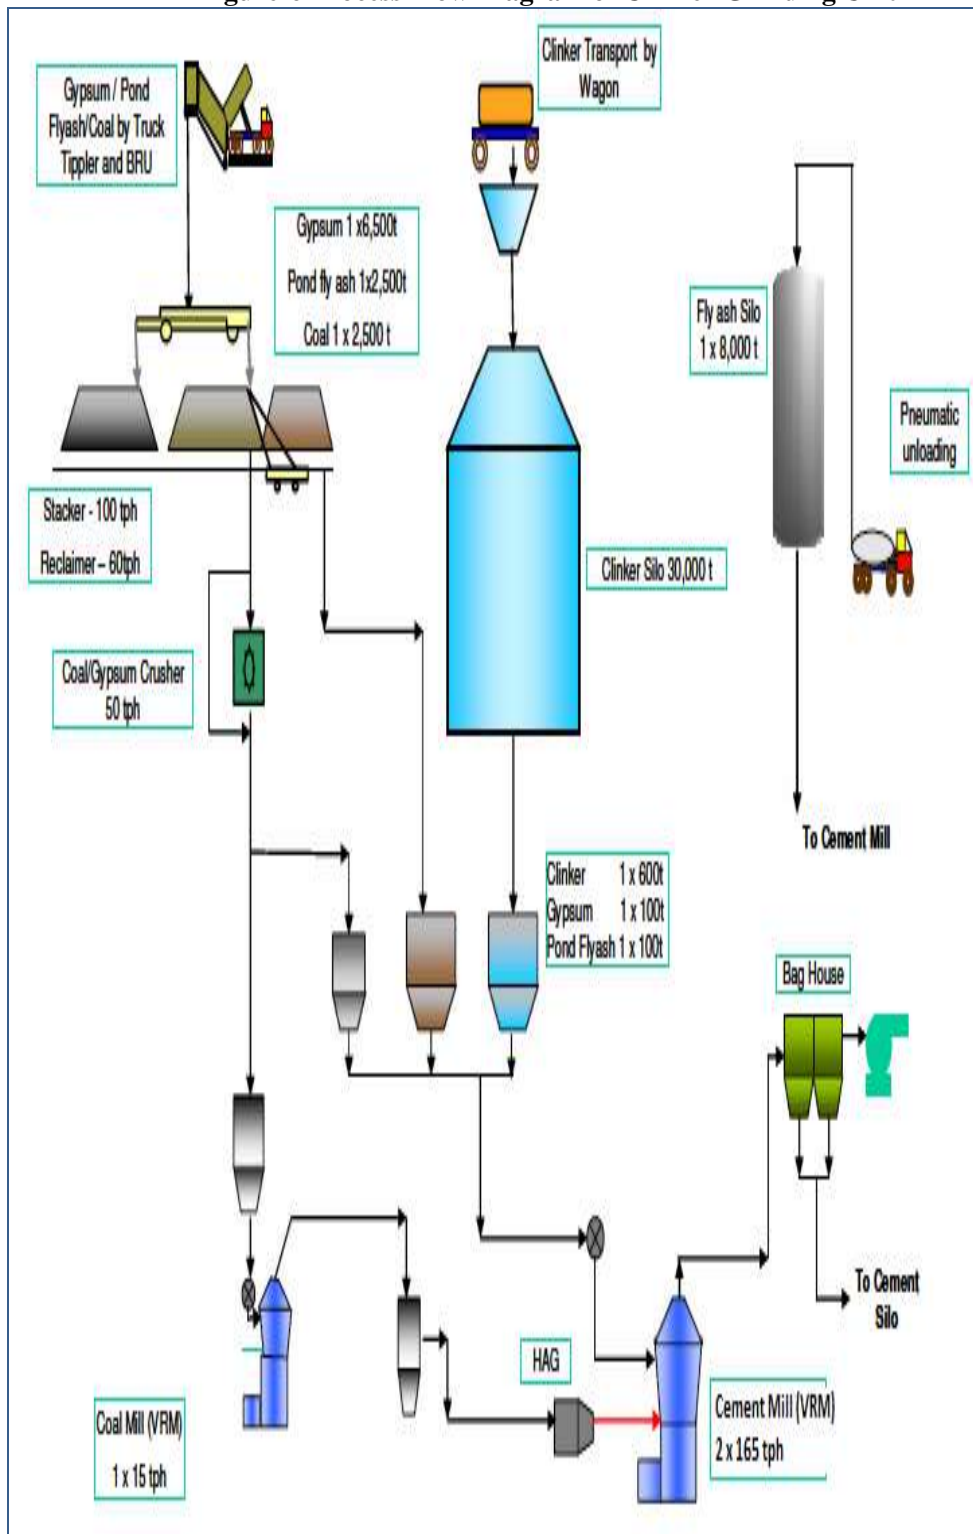 Gypsum / Pond
Flyash/Coal by Truck
Tippler and BRU
Clinker Transport by
Wagon
Gypsum 1 x6,500t
Pond fly ash 1x2,500t
Coal 1 x 2,500 t
Fly ash Silo
1 x 8,000 t
Pneumatic
unloading
Stacker - 100 tph
Reclaimer – 60tph
Clinker Silo 30,000 t
Coal/Gypsum Crusher
50 tph
To Cement Mill
Clinker 1 x 600t
Gypsum 1 x 100t
Pond Flyash 1 x 100t
Bag House
To Cement
Silo
HAG
Coal Mill (VRM)
1 x 15 tph
Cement Mill (VRM)
2 x 165 tph